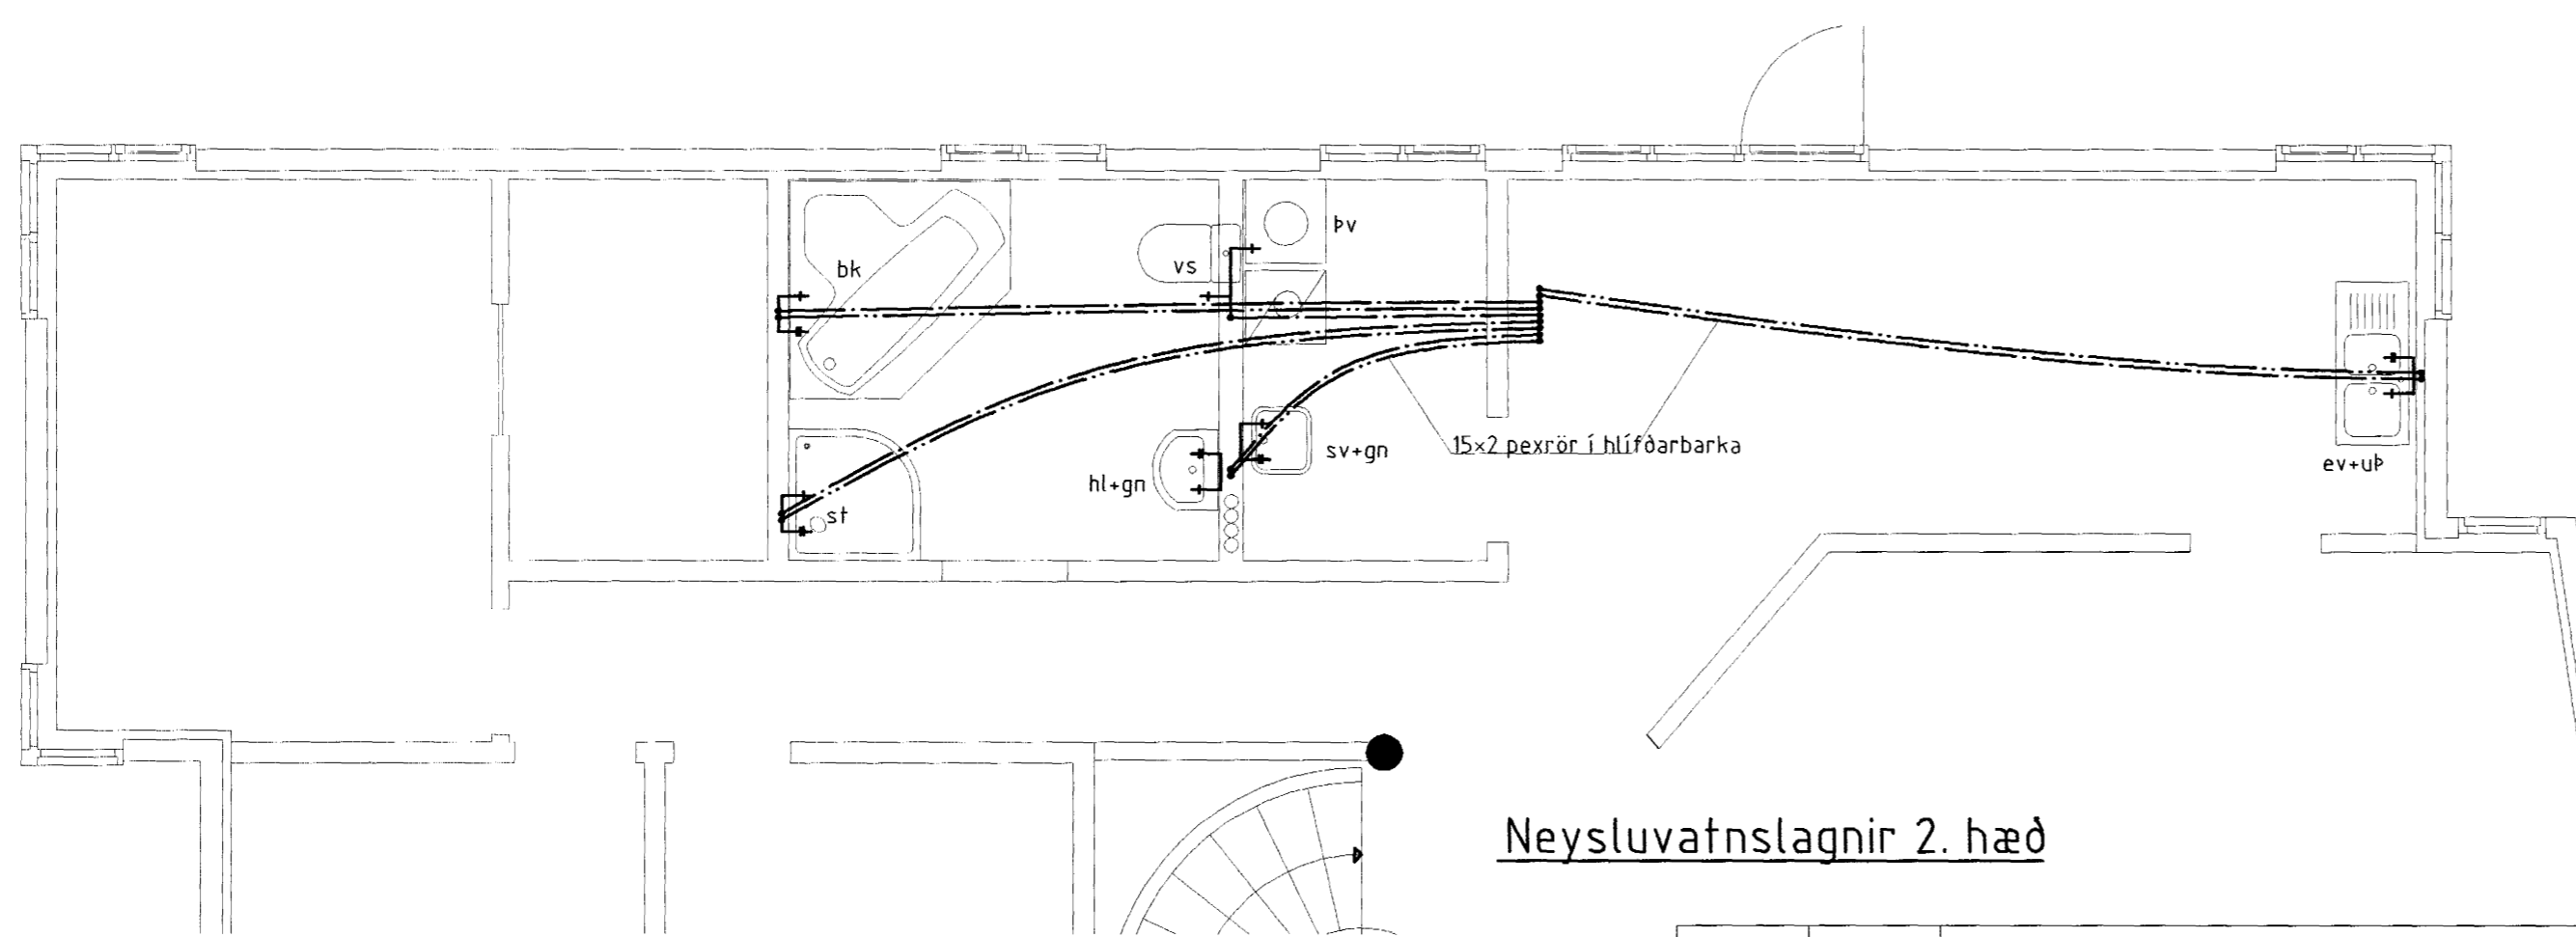 Þv
bk
vs
15×2 pexrör í hlífðarbarka
sv+gn
ev+uÞ
hl+gn
st
Neysluvatnslagnir 2. hæð